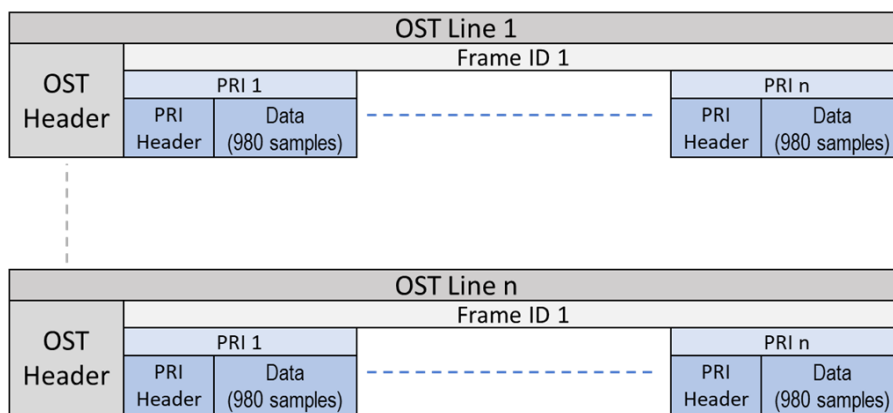 OST Line 1
OST
Header
Frame ID 1
PRI 1
PRI n
PRI
Header
Data
(980 samples)
PRI
Header
Data
(980 samples)
OST Line n
OST
Header
Frame ID 1
PRI 1
PRI n
PRI
Header
Data
(980 samples)
PRI
Header
Data
(980 samples)